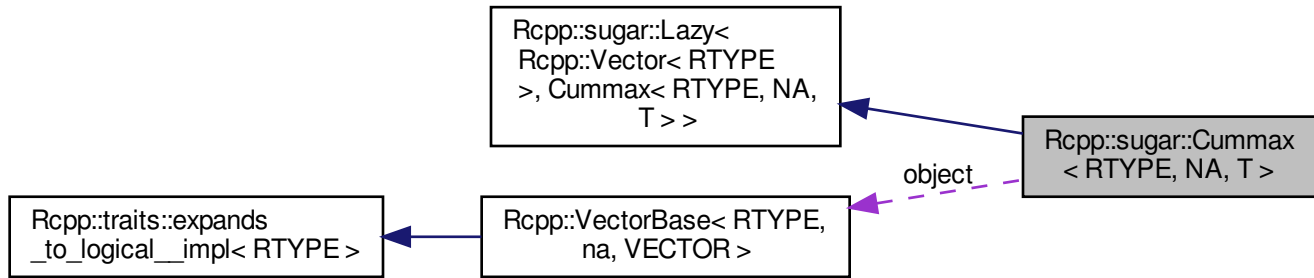 Rcpp::sugar::Lazy<
Rcpp::Vector< RTYPE
>, Cummax< RTYPE, NA,
T > >
Rcpp::sugar::Cummax
< RTYPE, NA, T >
object
Rcpp::traits::expands
_to_logical__impl< RTYPE >
Rcpp::VectorBase< RTYPE,
na, VECTOR >